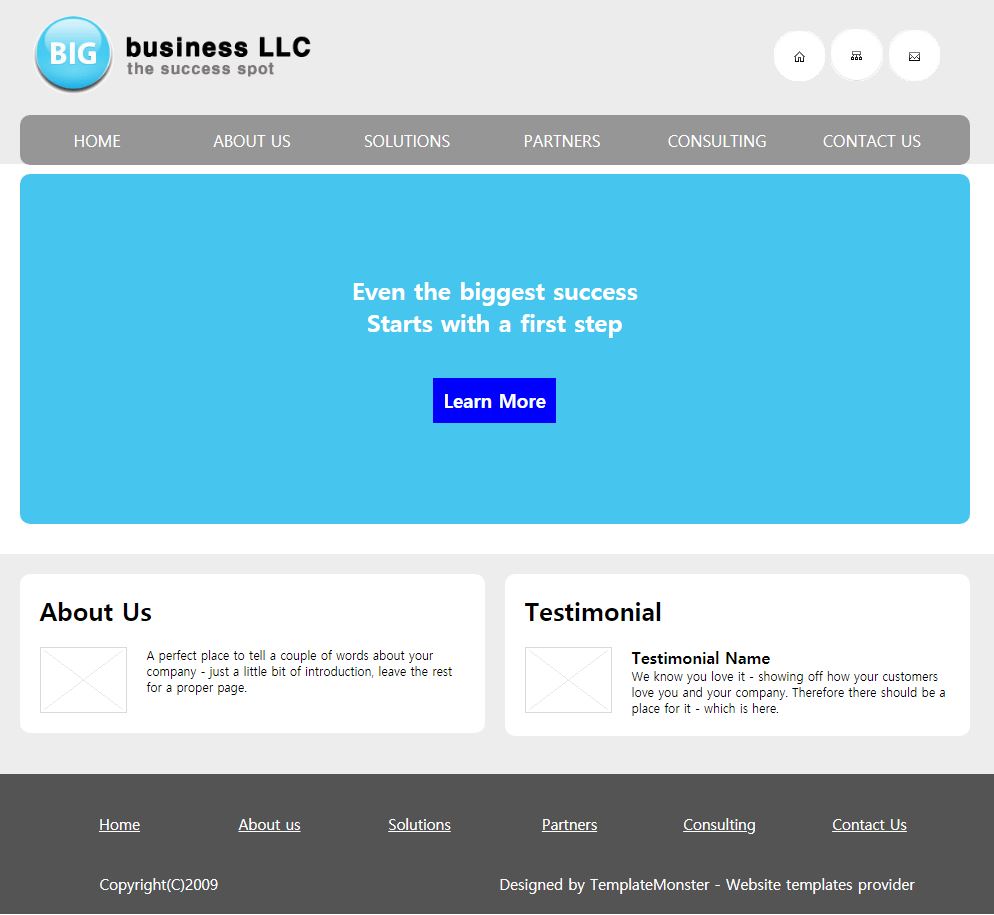 BIG
business LLC
the success spot
HOME ABOUT US SOLUTIONS PARTNERS CONSULTING CONTACT US
Even the biggest success
Starts with a first step
Learn More
About Us
A perfect place to tell a couple of words about your
company - just a little bit of introduction, leave the rest
for a proper page.
Testimonial
Testimonial Name
We know you love it - showing off how your customers
love you and your company. Therefore there should be a
place for it - which is here.
Home About us Solutions Partners Consulting Contact Us
Copyright(C)2009 Designed by TemplateMonster - Website templates provider